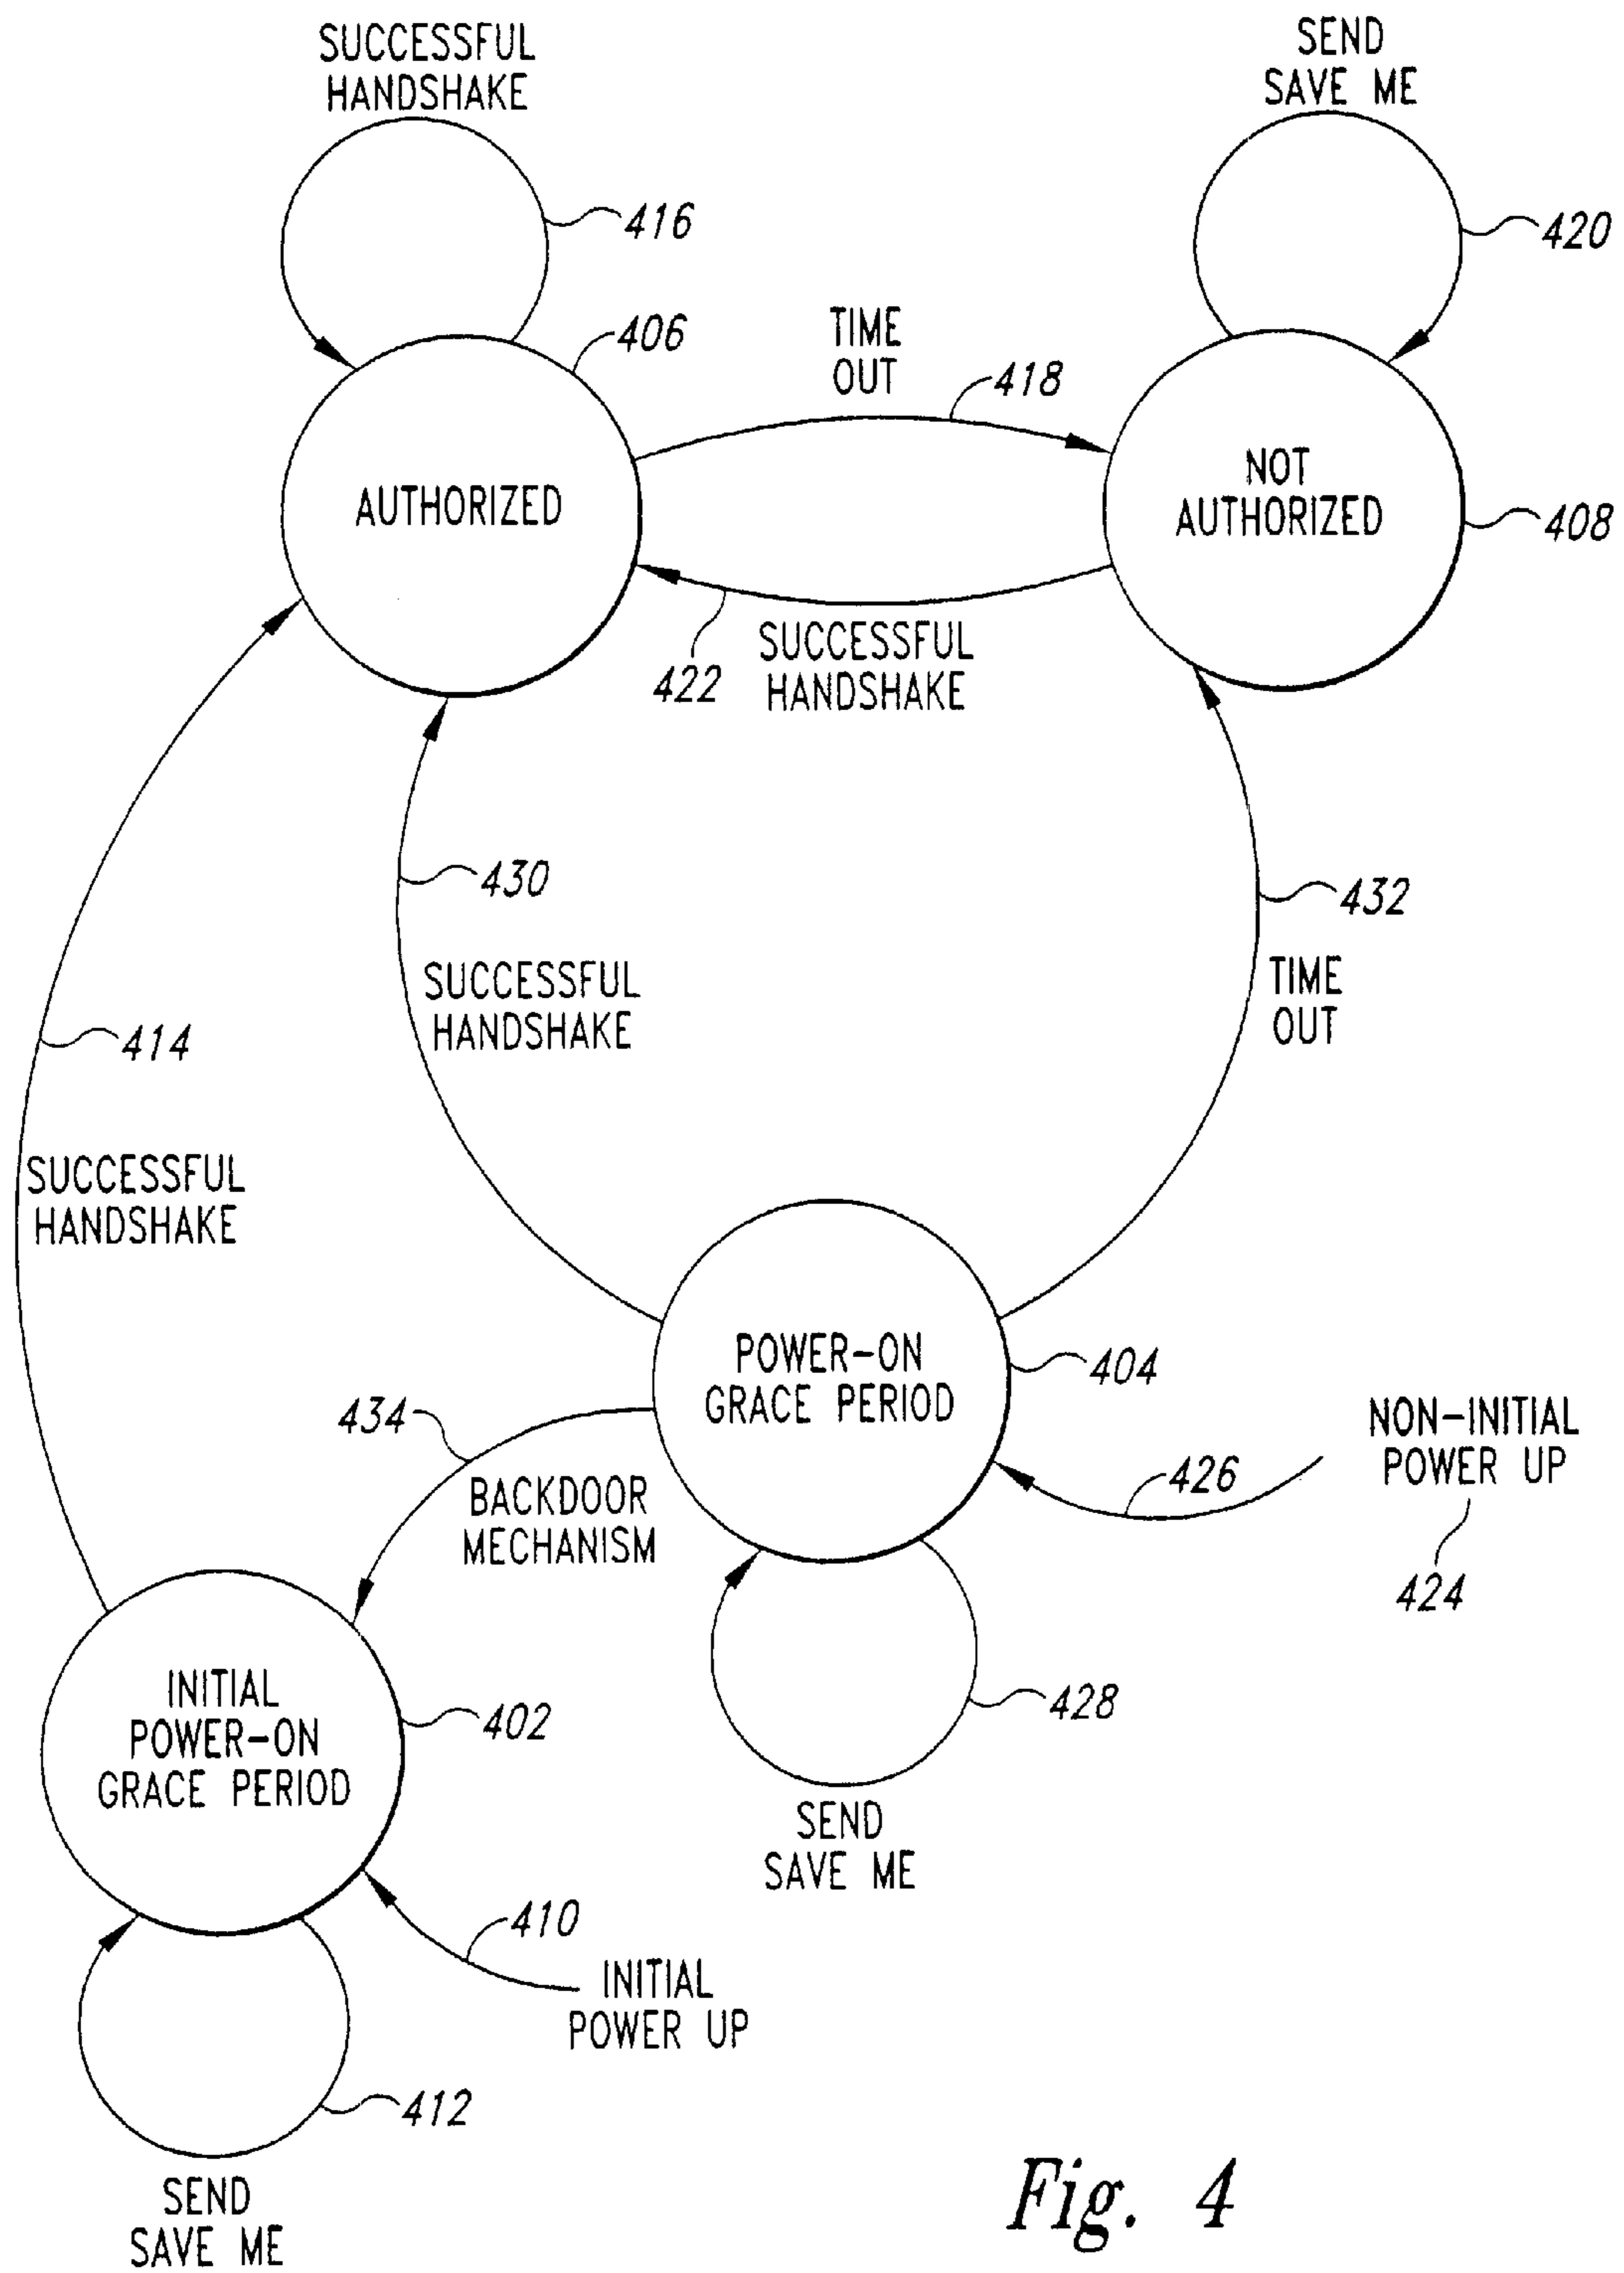 SUCCESSFUL
HANDSHAKE
SEND
SAVE ME
416
420
406
TIME
OUT
418
AUTHORIZED
NOT
AUTHORIZED
408
422
SUCCESSFUL
HANDSHAKE
430
432
SUCCESSFUL
HANDSHAKE
TIME
OUT
414
SUCCESSFUL
HANDSHAKE
POWER-ON
GRACE PERIOD
404
434
NON-INITIAL
POWER UP
426
424
BACKDOOR
MECHANISM
INITIAL
POWER-ON
GRACE PERIOD
402
428
SEND
SAVE ME
410
INITIAL
POWER UP
412
SEND
SAVE ME
Fig. 4